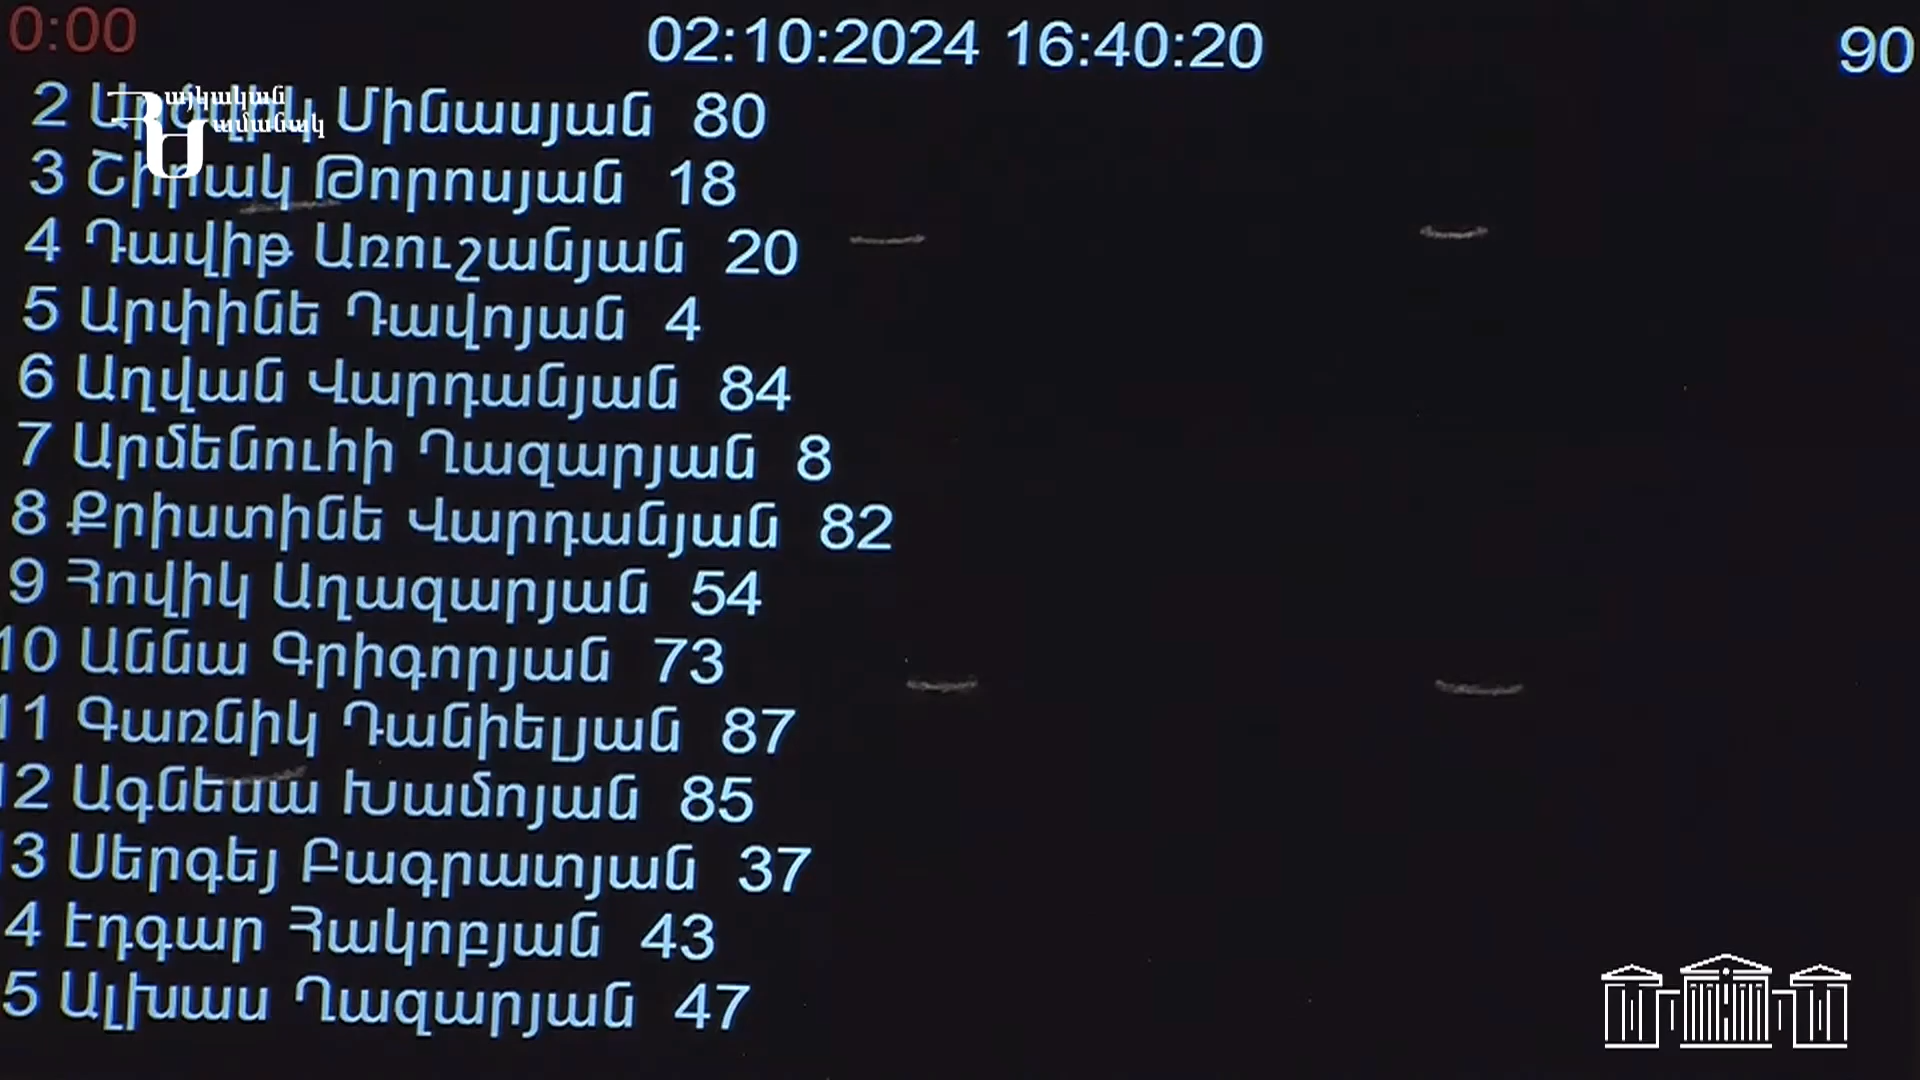 0:00 02:10:2024 16:40:20 90
այկական
ամանակ
2 Մինասյան 80
3 Շիրակ Թորոսյան 18
4 Դավիթ Առուշանյան 20
5 Արփինե Դավոյան 4
6 Աղվան Վարդանյան 84
7 Արմենուհի Ղազարյան 8
8 Քրիստինե Վարդանյան 82
9 Հովիկ Աղազարյան 54
10 Աննա Գրիգորյան 73
11 Գառնիկ Դանիելյան 87
12 Ագնեսա Խամոյան 85
13 Սերգեյ Բագրատյան 37
4 Էդգար Հակոբյան 43
5 Ալխաս Ղազարյան 47